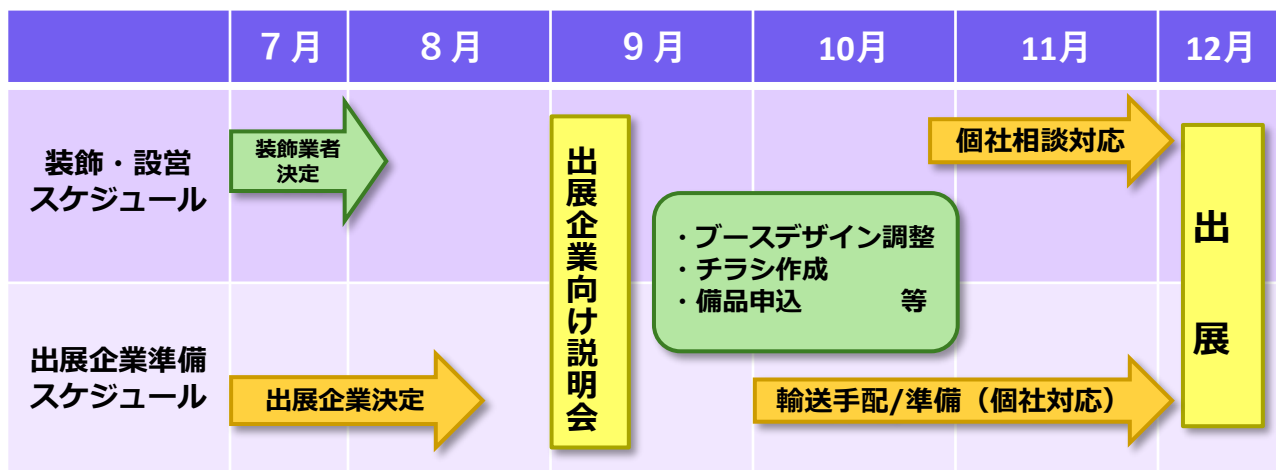 ７月
８月
９月
10月
11月
12月
装飾・設営
スケジュール
装飾業者
決定
出展企業向け説明会
・ブースデザイン調整
・チラシ作成
・備品申込　　　等
個社相談対応
出展
出展企業準備
スケジュール
出展企業決定
輸送手配/準備（個社対応）